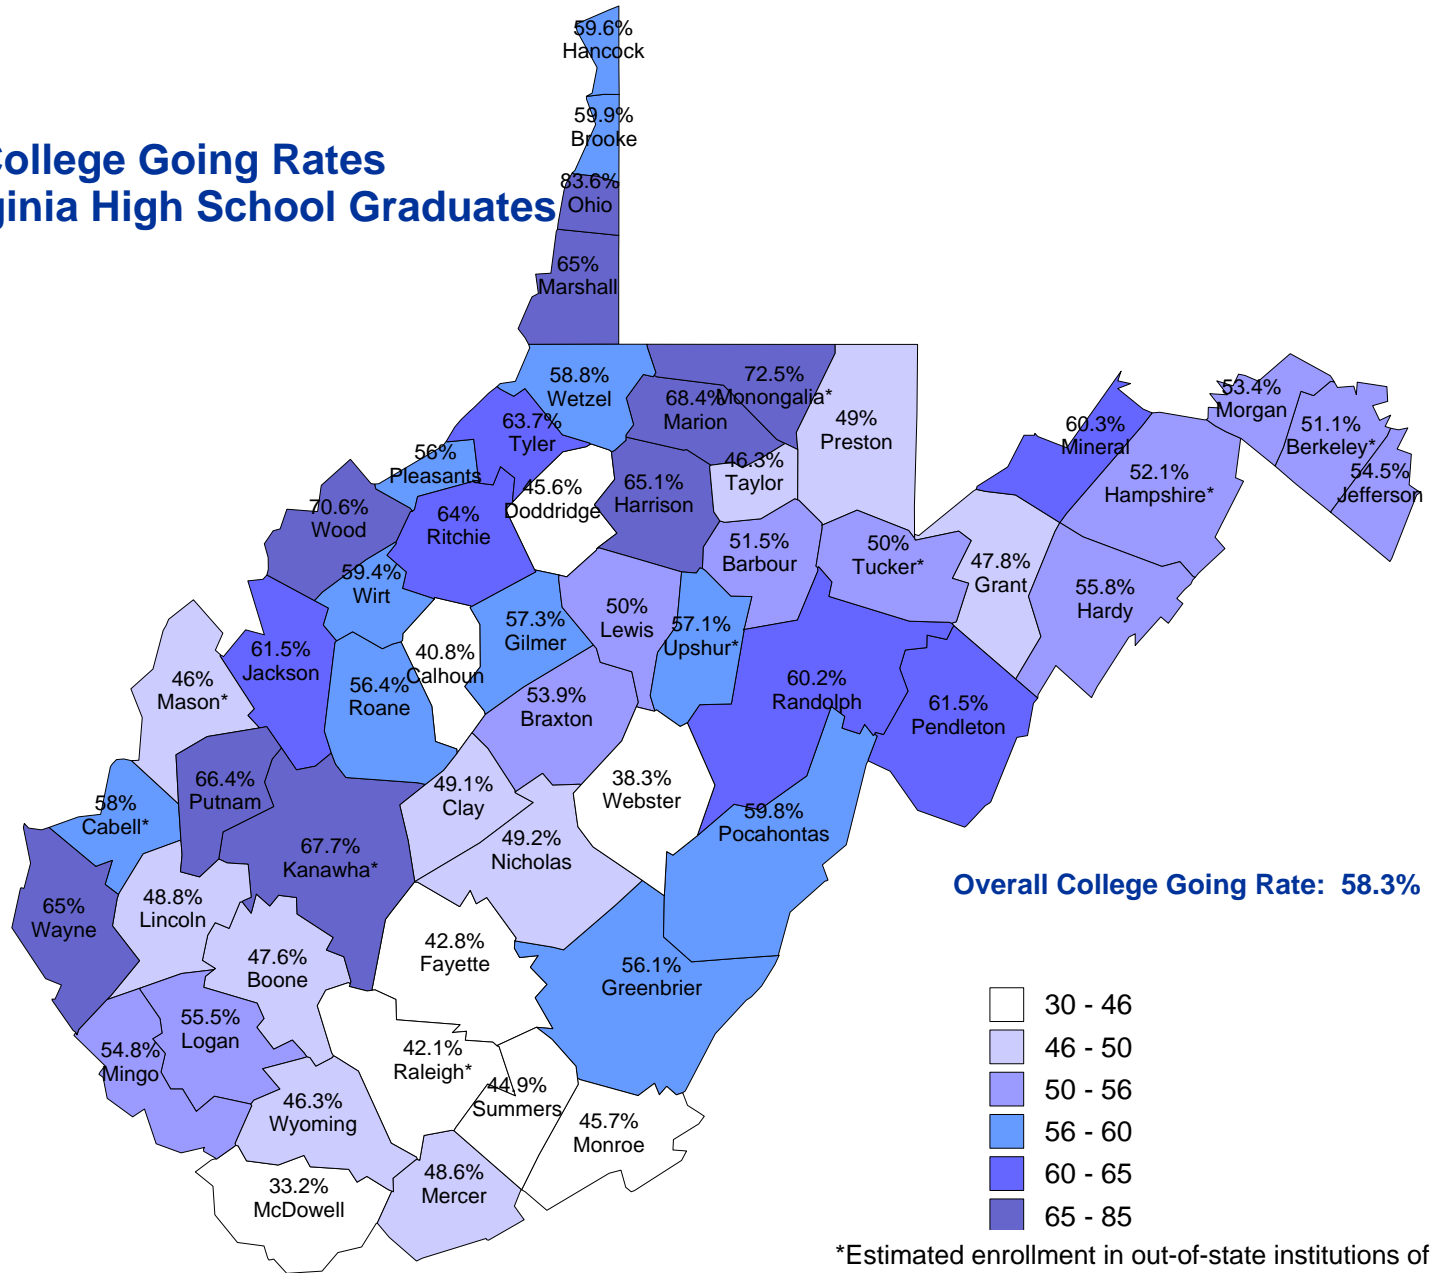 59.6%
Hancock
59.9%
Brooke
College Going Rates
ginia High School Graduates
83.6%
Ohio
65%
Marshall
58.8%
Wetzel
72.5%
Monongalia*
68.4%
Marion
49%
Preston
63.7%
Tyler
53.4%
Morgan
51.1%
Berkeley*
54.5%
Jefferson
60.3%
Mineral
52.1%
Hampshire*
56%
Pleasants
45.6%
Doddridge
65.1%
Harrison
46.3%
Taylor
70.6%
Wood
64%
Ritchie
51.5%
Barbour
50%
Tucker*
47.8%
Grant
55.8%
Hardy
59.4%
Wirt
57.3%
Gilmer
50%
Lewis
57.1%
Upshur*
61.5%
Jackson
40.8%
Calhoun
46%
Mason*
56.4%
Roane
53.9%
Braxton
60.2%
Randolph
61.5%
Pendleton
66.4%
Putnam
49.1%
Clay
38.3%
Webster
58%
Cabell*
59.8%
Pocahontas
67.7%
Kanawha*
49.2%
Nicholas
Overall College Going Rate:  58.3%
65%
Wayne
48.8%
Lincoln
47.6%
Boone
42.8%
Fayette
56.1%
Greenbrier
55.5%
Logan
54.8%
Mingo
42.1%
Raleigh*
44.9%
Summers
46.3%
Wyoming
45.7%
Monroe
33.2%
McDowell
48.6%
Mercer
30 - 46
46 - 50
50 - 56
56 - 60
60 - 65
65 - 85
*Estimated enrollment in out-of-state institutions of